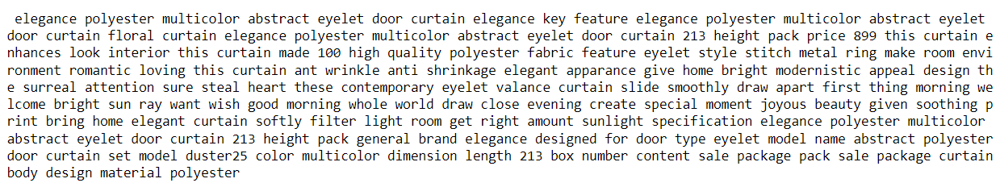 elegance polyester multicolor abstract eyelet door curtain elegance key feature elegance polyester multicolor abstract eyelet
door curtain floral curtain elegance polyester multicolor abstract eyelet door curtain 213 height pack price 899 this curtain e
nhances look interior this curtain made 100 high quality polyester fabric feature eyelet style stitch metal ring make room envi
ronment romantic loving this curtain ant wrinkle anti shrinkage elegant apparance give home bright modernistic appeal design th
e surreal attention sure steal heart these contemporary eyelet valance curtain slide smoothly draw apart first thing morning we
lcome bright sun ray want wish good morning whole world draw close evening create special moment joyous beauty given soothing p
rint bring home elegant curtain softly filter light room get right amount sunlight specification elegance polyester multicolor
abstract eyelet door curtain 213 height pack general brand elegance designed for door type eyelet model name abstract polyester
door curtain set model duster25 color multicolor dimension length 213 box number content sale package pack sale package curtain
body design material polyester